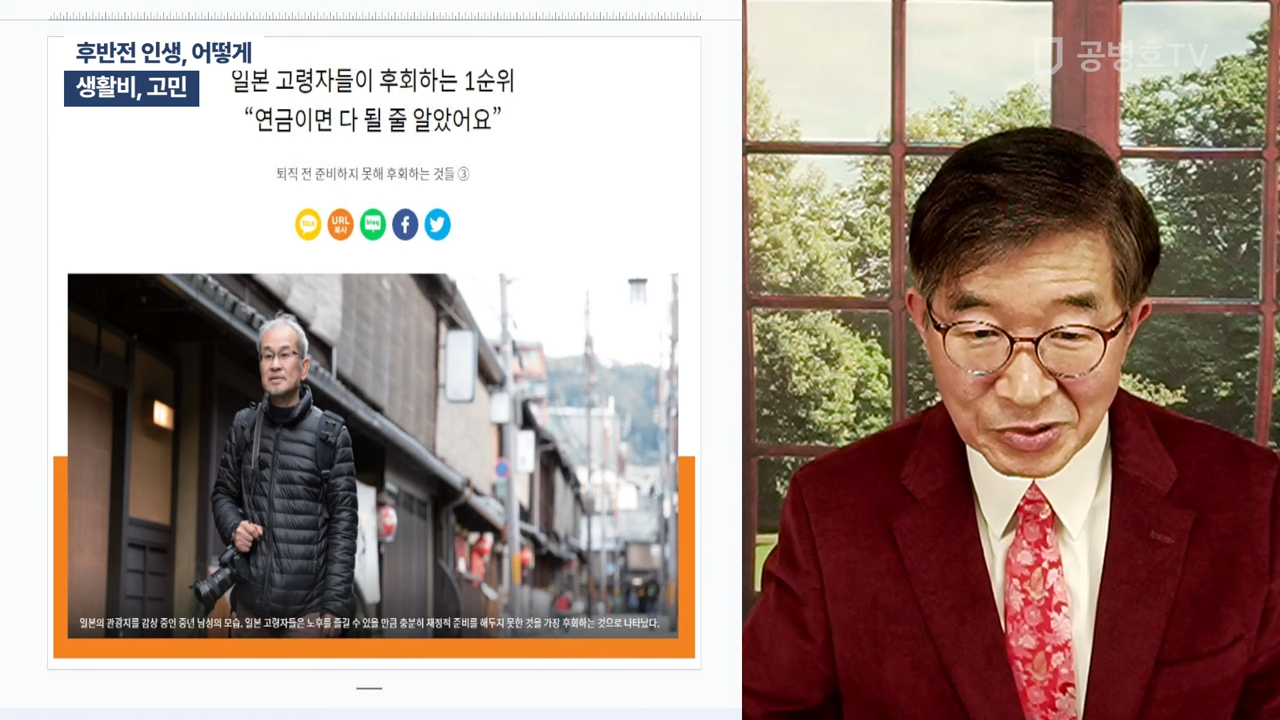 후반전 인생, 어떻게
생활비, 고민
공병호TV
일본 고령자들이 후회하는 1순위
“연금이면 다 될 줄 알았어요”
퇴직 전 준비하지 못해 후회하는 것들 ③
TALK
URL
복사
blog
일본의 관광지를 감상 중인 중년 남성의 모습. 일본 고령자들은 노후를 즐길 수 있을 만큼 충분히 재정적 준비를 해두지 못한 것을 가장 후회하는 것으로 나타났다.